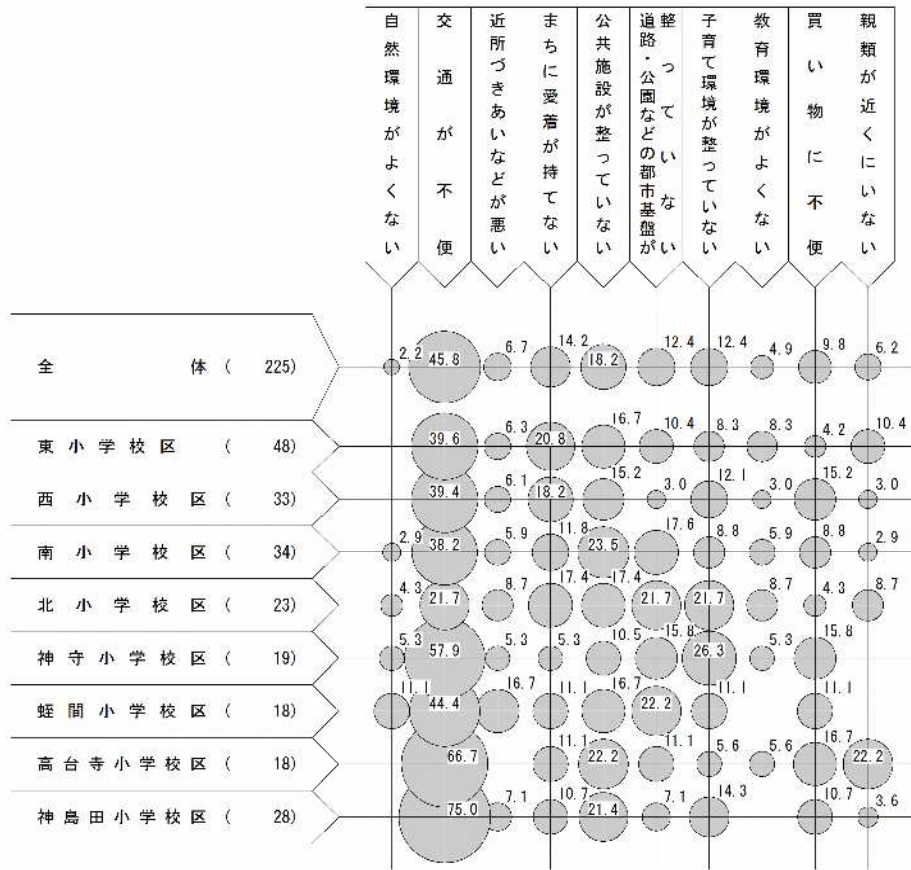 自然環境がよくない
交通が不便
近所づきあいなどが悪い
まちに愛着が持てない
公共施設が整っていない
道路・公園などの都市基盤が
整っていない
子育て環境が整っていない
教育環境がよくない
買い物に不便
親類が近くにいない
全体 ( 225) 2.2 45.8 6.7 14.2 18.2 12.4 12.4 4.9 9.8 6.2
東小学校区 ( 48) 39.6 6.3 20.8 16.7 10.4 8.3 8.3 4.2 10.4
西小学校区 ( 33) 39.4 6.1 18.2 15.2 3.0 12.1 3.0 15.2 3.0
南小学校区 ( 34) 2.9 38.2 5.9 11.8 23.5 17.6 8.8 5.9 8.8 2.9
北小学校区 ( 23) 4.3 21.7 8.7 17.4 17.4 21.7 21.7 8.7 4.3 8.7
神守小学校区 ( 19) 5.3 57.9 5.3 5.3 10.5 15.8 26.3 5.3 15.8
蛭間小学校区 ( 18) 11.1 44.4 16.7 11.1 16.7 22.2 11.1 11.1
高台寺小学校区 ( 18) 66.7 11.1 22.2 11.1 5.6 5.6 16.7 22.2
神島田小学校区 ( 28) 75.0 7.1 10.7 21.4 7.1 14.3 10.7 3.6